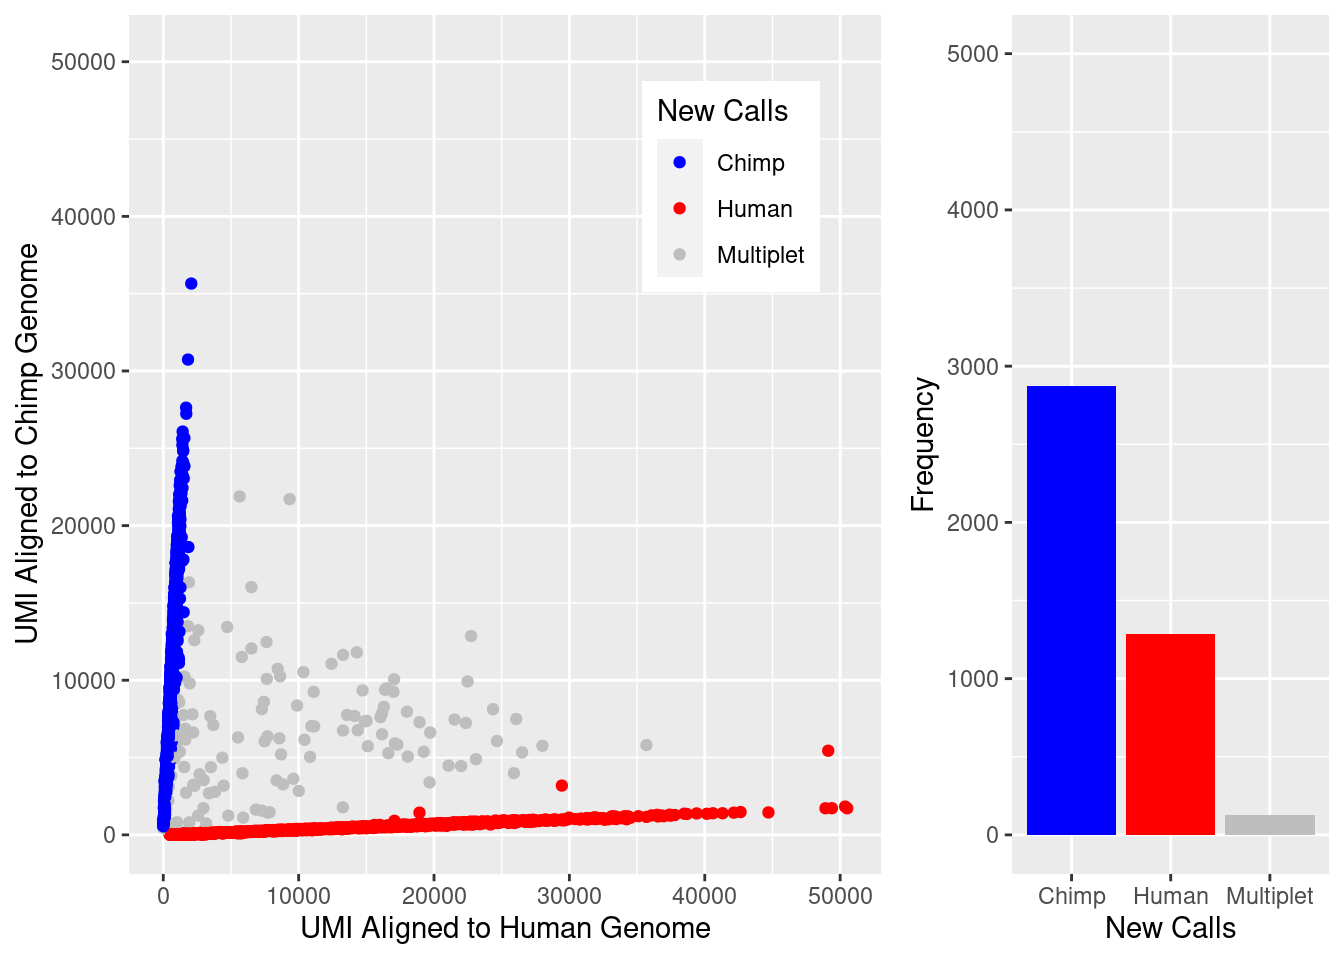 50000
40000
30000
20000
10000
0
UMI Aligned to Chimp Genome
0
10000
20000
30000
40000
50000
UMI Aligned to Human Genome
New Calls
Chimp
Human
Multiplet
5000
4000
3000
2000
1000
0
Frequency
Chimp
Human
Multiplet
New Calls